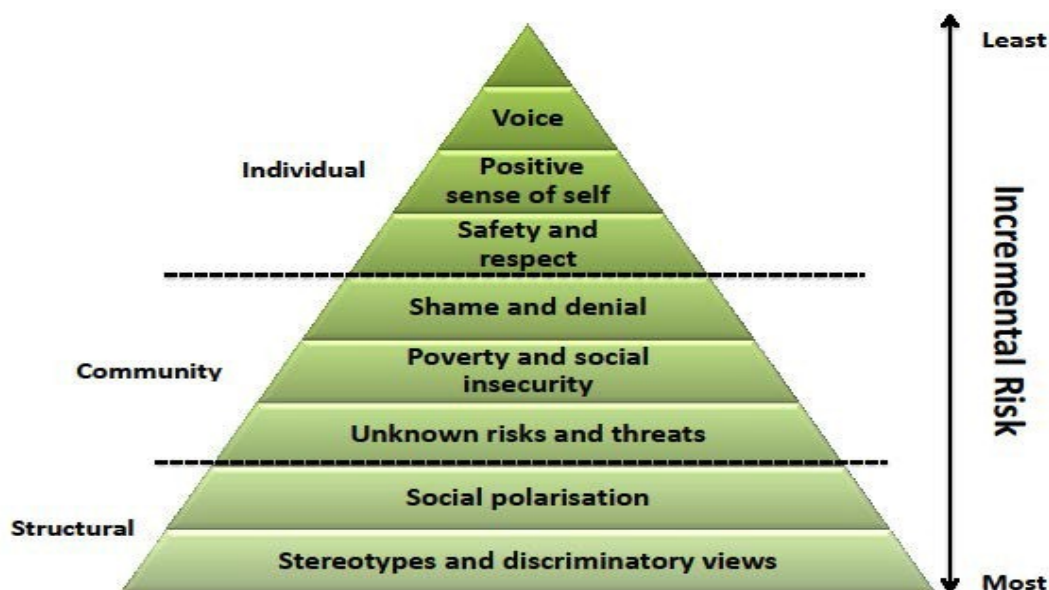 Least
Voice
Individual
Positive
sense of self
Safety and
respect
Incremental Risk
Shame and denial
Community
Poverty and social
insecurity
Unknown risks and threats
Social polarisation
Structural
Stereotypes and discriminatory views
Most